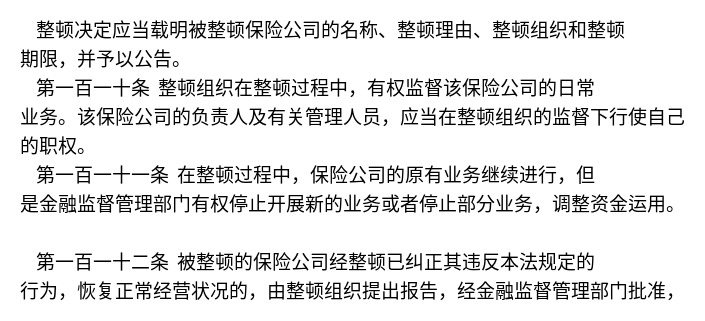 整顿决定应当载明被整顿保险公司的名称、整顿理由、整顿组织和整顿
期限，并予以公告。
第一百一十条 整顿组织在整顿过程中，有权监督该保险公司的日常
业务。该保险公司的负责人及有关管理人员，应当在整顿组织的监督下行使自己
的职权。
第一百一十一条 在整顿过程中，保险公司的原有业务继续进行，但
是金融监督管理部门有权停止开展新的业务或者停止部分业务，调整资金运用。
第一百一十二条 被整顿的保险公司经整顿已纠正其违反本法规定的
行为，恢复正常经营状况的，由整顿组织提出报告，经金融监督管理部门批准，